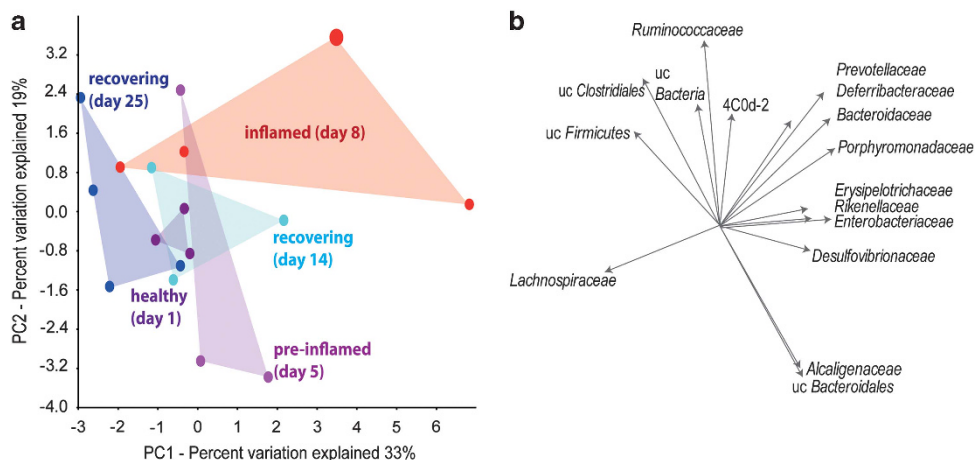 a
PC2 - Percent variation explained 19%
3.2
2.4
1.6
0.8
0.0
-0.8
-1.6
-2.4
-3.2
-4.0
recovering
(day 25)
inflamed (day 8)
recovering
(day 14)
healthy
(day 1)
pre-inflamed
(day 5)
-3
-2
-1
0
1
2
3
4
5
6
PC1 - Percent variation explained 33%
b
Ruminococcaceae
uc Clostridiales
uc
Bacteria
4C0d-2
uc Firmicutes
Prevotellaceae
Deferribacteraceae
Bacteroidaceae
Porphyromonadaceae
Erysipelotrichaceae
Rikenellaceae
Enterobacteriaceae
Desulfovibrionaceae
Lachnospiraceae
Alcaligenaceae
uc Bacteroidales